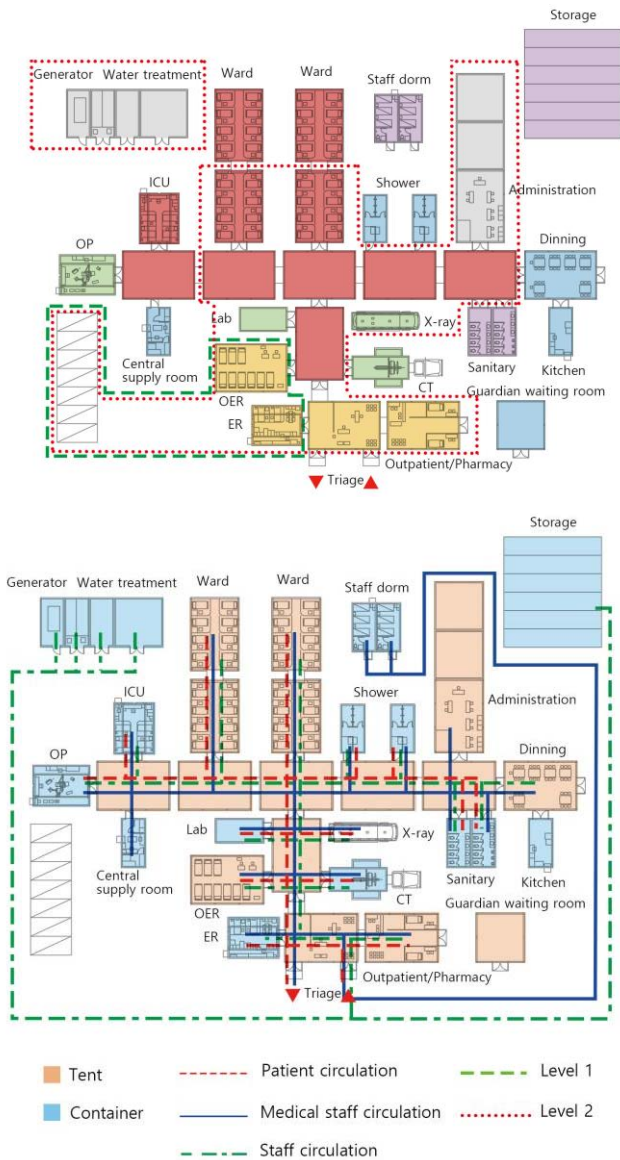 Storage
Generator Water treatment
Ward
Ward
Staff dorm
ICU
Shower
Administration
OP
Dinning
Lab
X-ray
Central
supply room
Sanitary
Kitchen
OER
CT
Guardian waiting room
ER
Outpatient/Pharmacy
Triage
Storage
Generator Water treatment
Ward
Ward
Staff dorm
ICU
Shower
Administration
OP
Dinning
Lab
X-ray
Central
supply room
Sanitary
Kitchen
OER
CT
Guardian waiting room
ER
Outpatient/Pharmacy
Triage
Tent
Patient circulation
Level 1
Container
Medical staff circulation
Level 2
Staff circulation